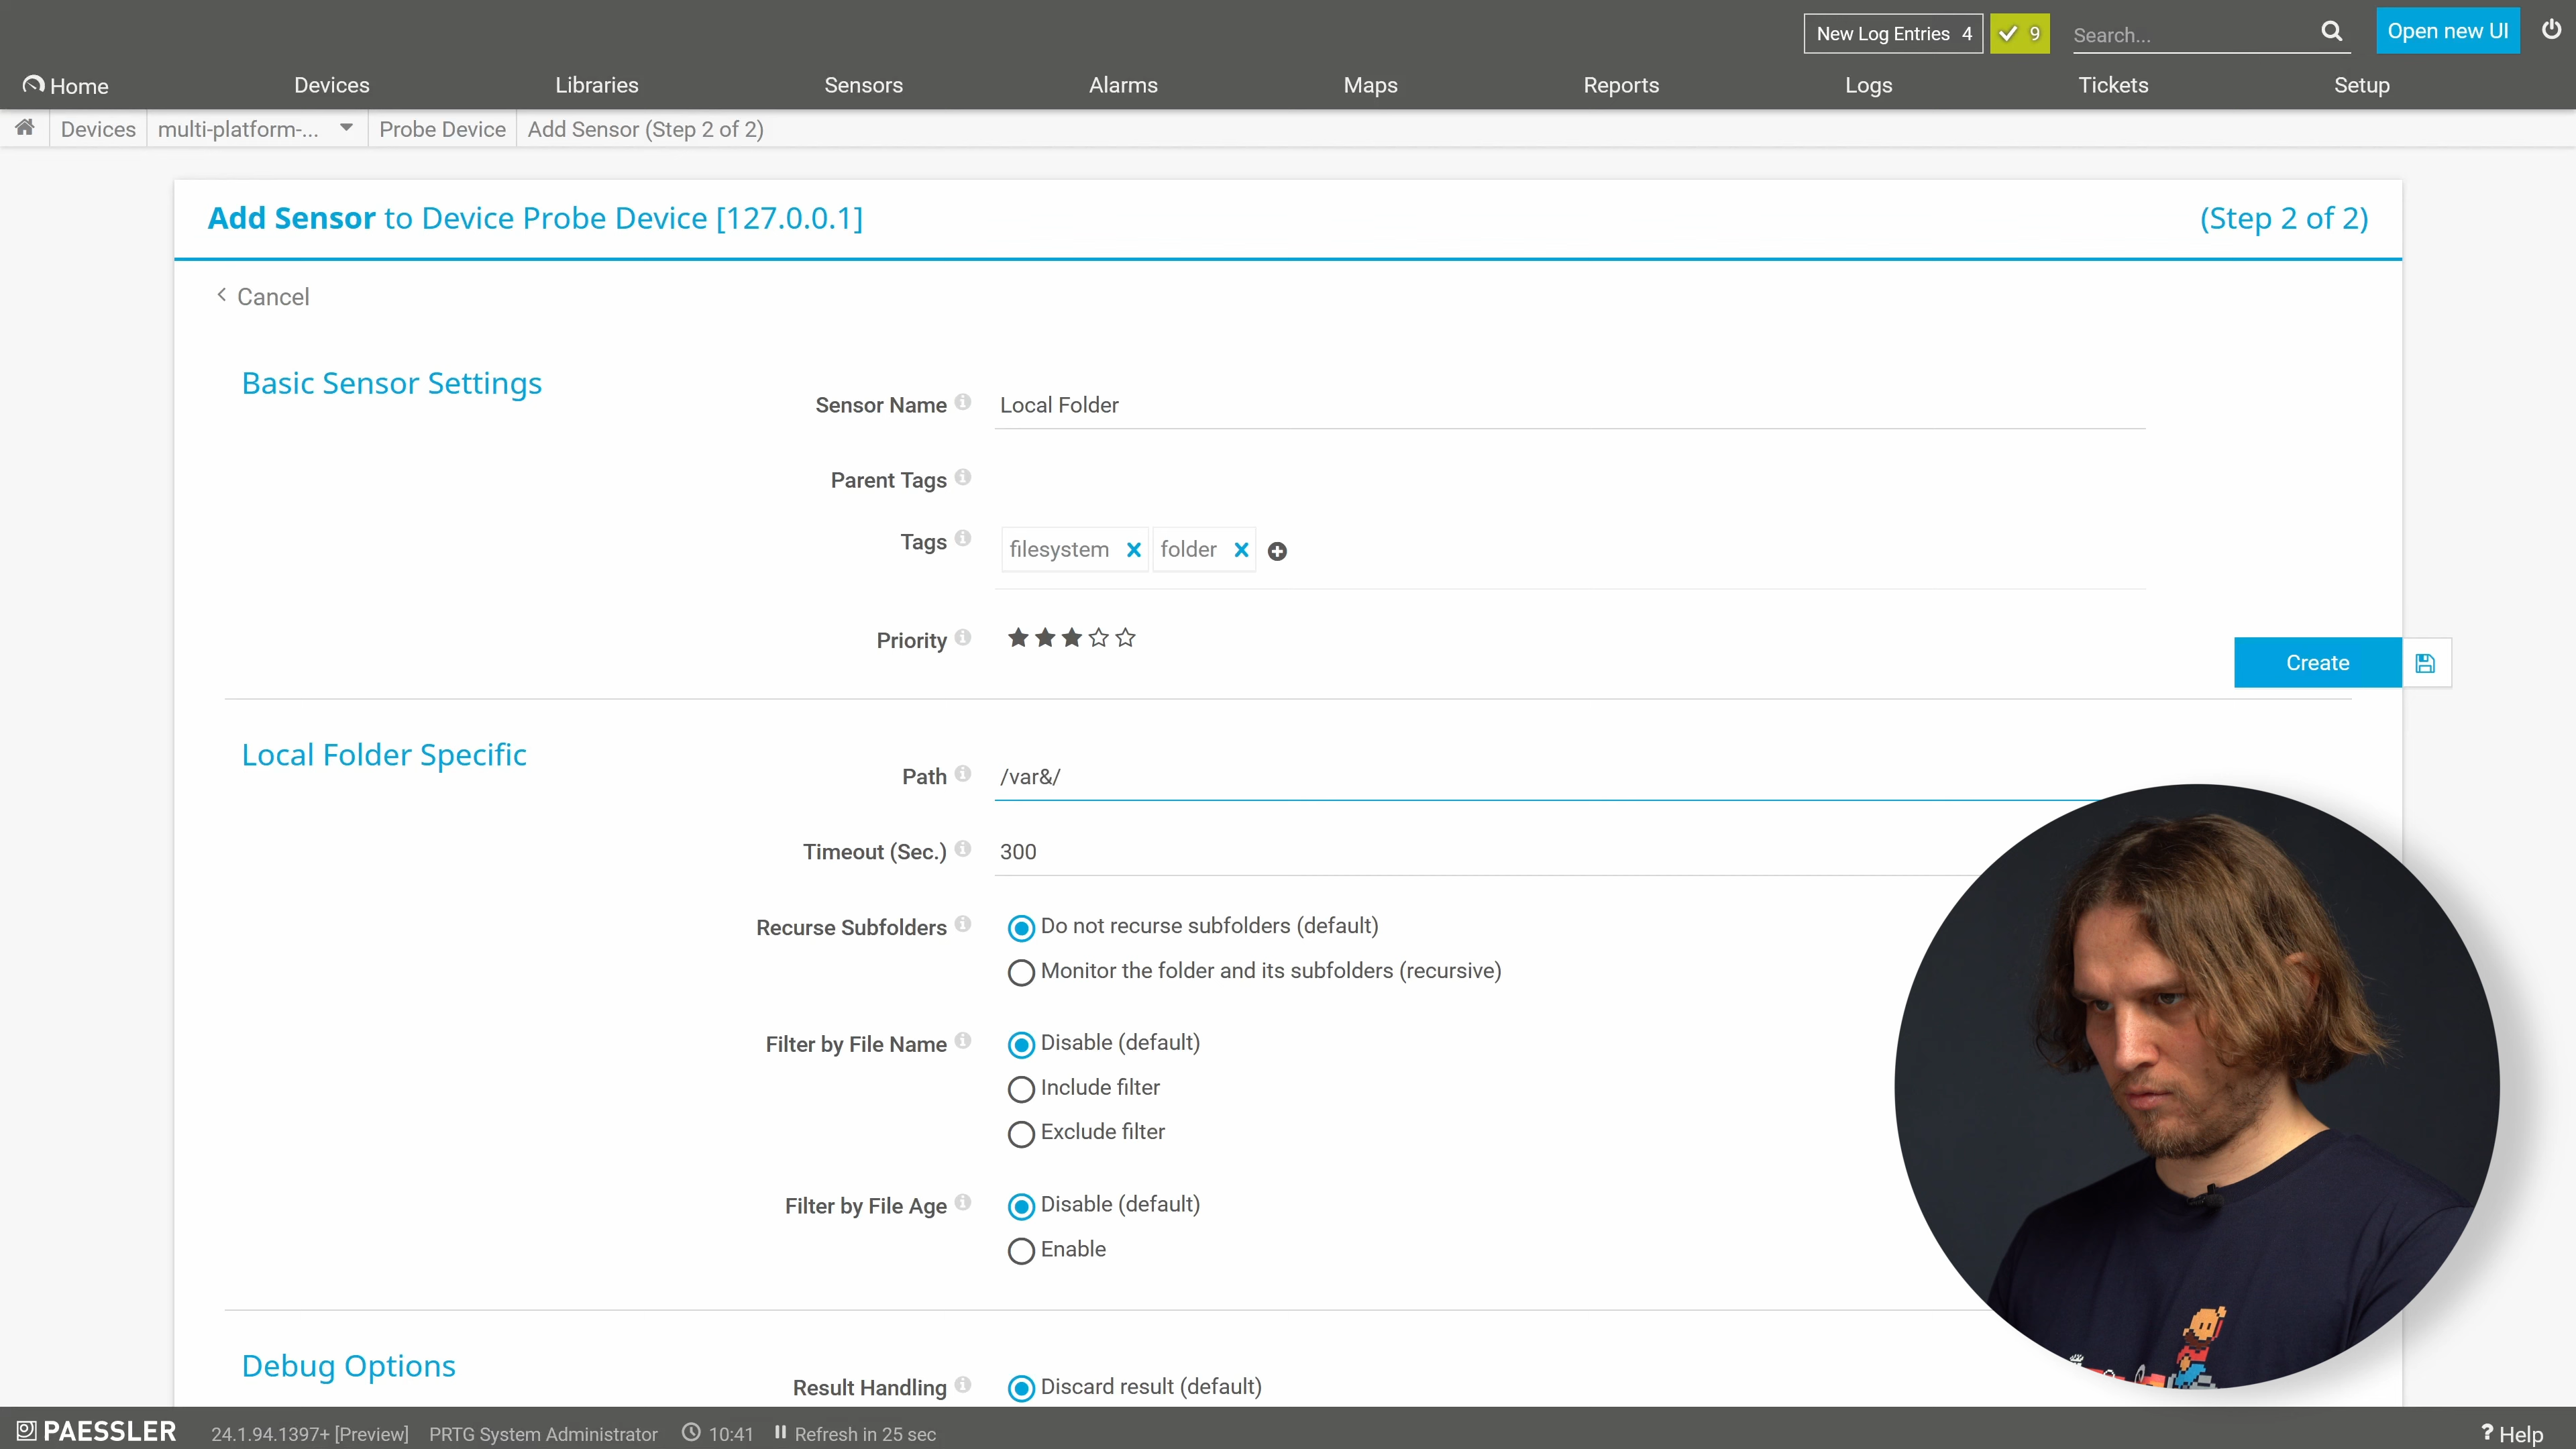 New Log Entries 4
9
Search...
Open new UI
Home
Devices
Libraries
Sensors
Alarms
Maps
Reports
Logs
Tickets
Setup
Devices
multi-platform-...
Probe Device
Add Sensor (Step 2 of 2)
Add Sensor to Device Probe Device [127.0.0.1]
(Step 2 of 2)
Cancel
Basic Sensor Settings
Sensor Name
Local Folder
Parent Tags
Tags
filesystem
folder
Priority
Create
Local Folder Specific
Path
/var&/
Timeout (Sec.)
300
Recurse Subfolders
Do not recurse subfolders (default)
Monitor the folder and its subfolders (recursive)
Filter by File Name
Disable (default)
Include filter
Exclude filter
Filter by File Age
Disable (default)
Enable
Debug Options
Result Handling
Discard result (default)
PAESSLER
24.1.94.1397+ [Preview]
PRTG System Administrator
10:41
Refresh in 25 sec
? Help